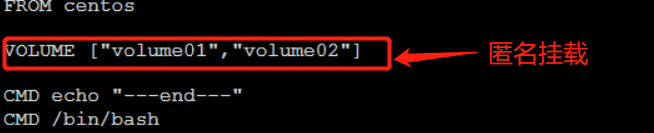 FROM centos
VOLUME ["volume01","volume02"]
匿名挂载
CMD echo "---end---"
CMD /bin/bash